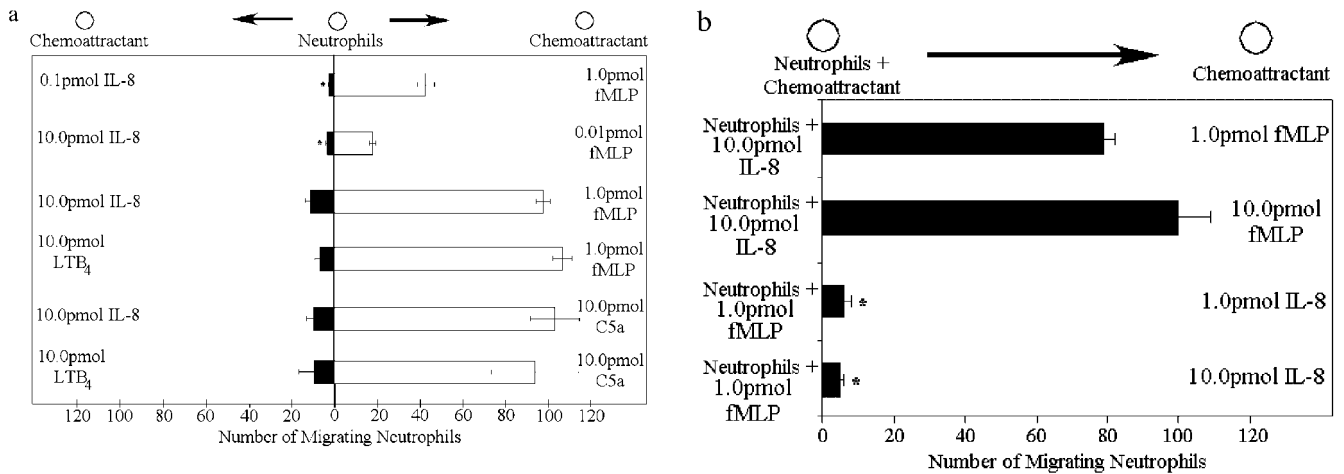 a
Chemoattractant
Neutrophils
Chemoattractant
0.1pmol IL-8
*
1.0pmol
fMLP
10.0pmol IL-8
*
0.01pmol
fMLP
10.0pmol IL-8
1.0pmol
fMLP
10.0pmol
LTB4
1.0pmol
fMLP
10.0pmol IL-8
10.0pmol
C5a
10.0pmol
LTB4
10.0pmol
C5a
120 100 80 60 40 20 0 20 40 60 80 100 120
Number of Migrating Neutrophils
b
Neutrophils +
Chemoattractant
Chemoattractant
Neutrophils +
10.0pmol
IL-8
1.0pmol fMLP
Neutrophils +
10.0pmol
IL-8
10.0pmol
fMLP
Neutrophils +
1.0pmol
fMLP
*
1.0pmol IL-8
Neutrophils +
1.0pmol
fMLP
*
10.0pmol IL-8
0 20 40 60 80 100 120
Number of Migrating Neutrophils